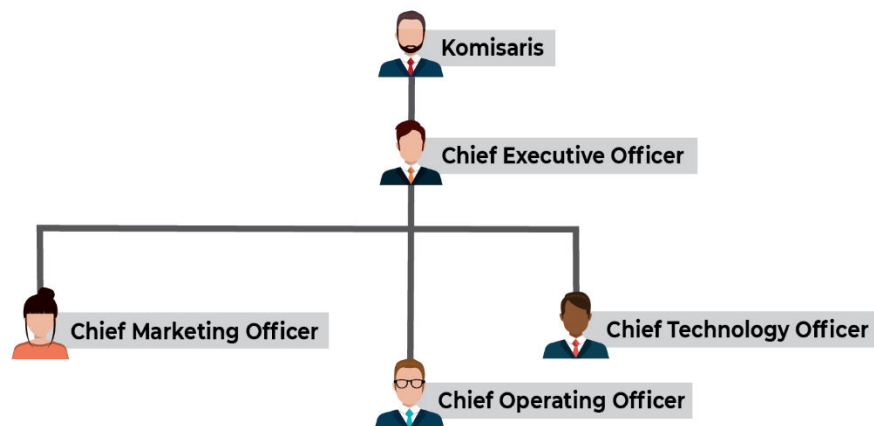 Komisaris
Chief Executive Officer
Chief Marketing Officer
Chief Technology Officer
Chief Operating Officer